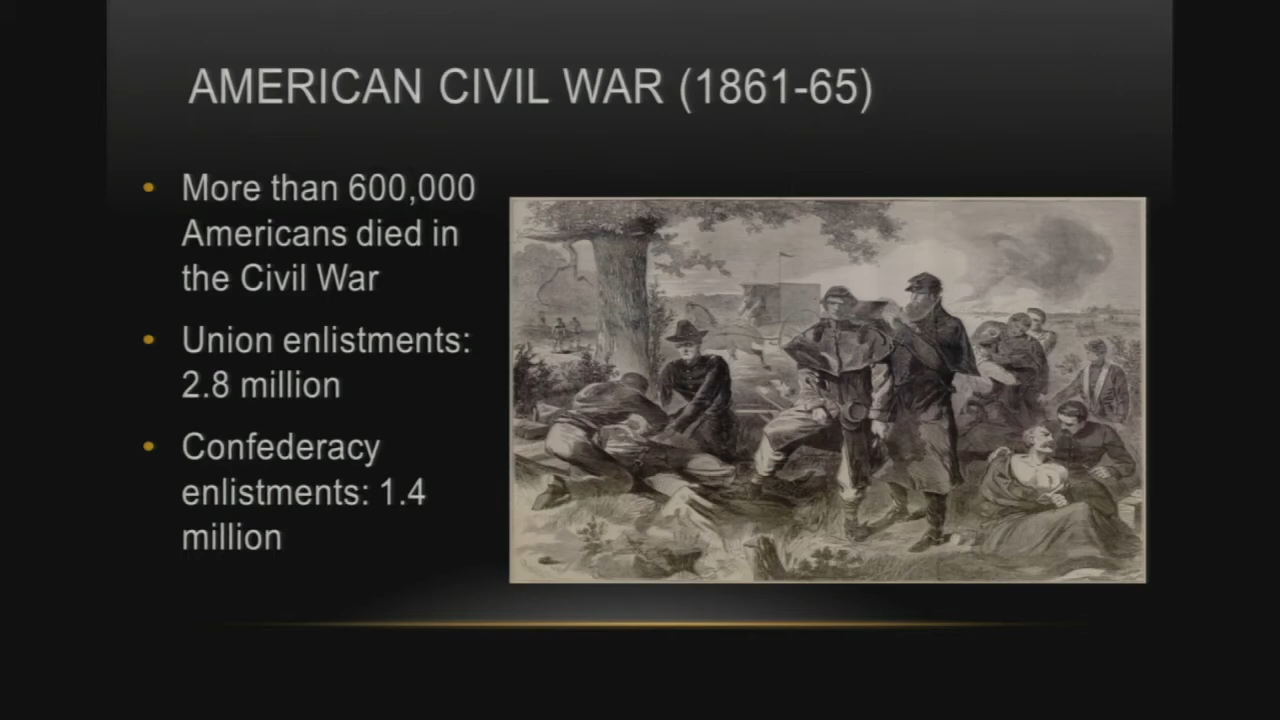 AMERICAN CIVIL WAR (1861-65)
• More than 600,000
Americans died in
the Civil War
• Union enlistments:
2.8 million
• Confederacy
enlistments: 1.4
million